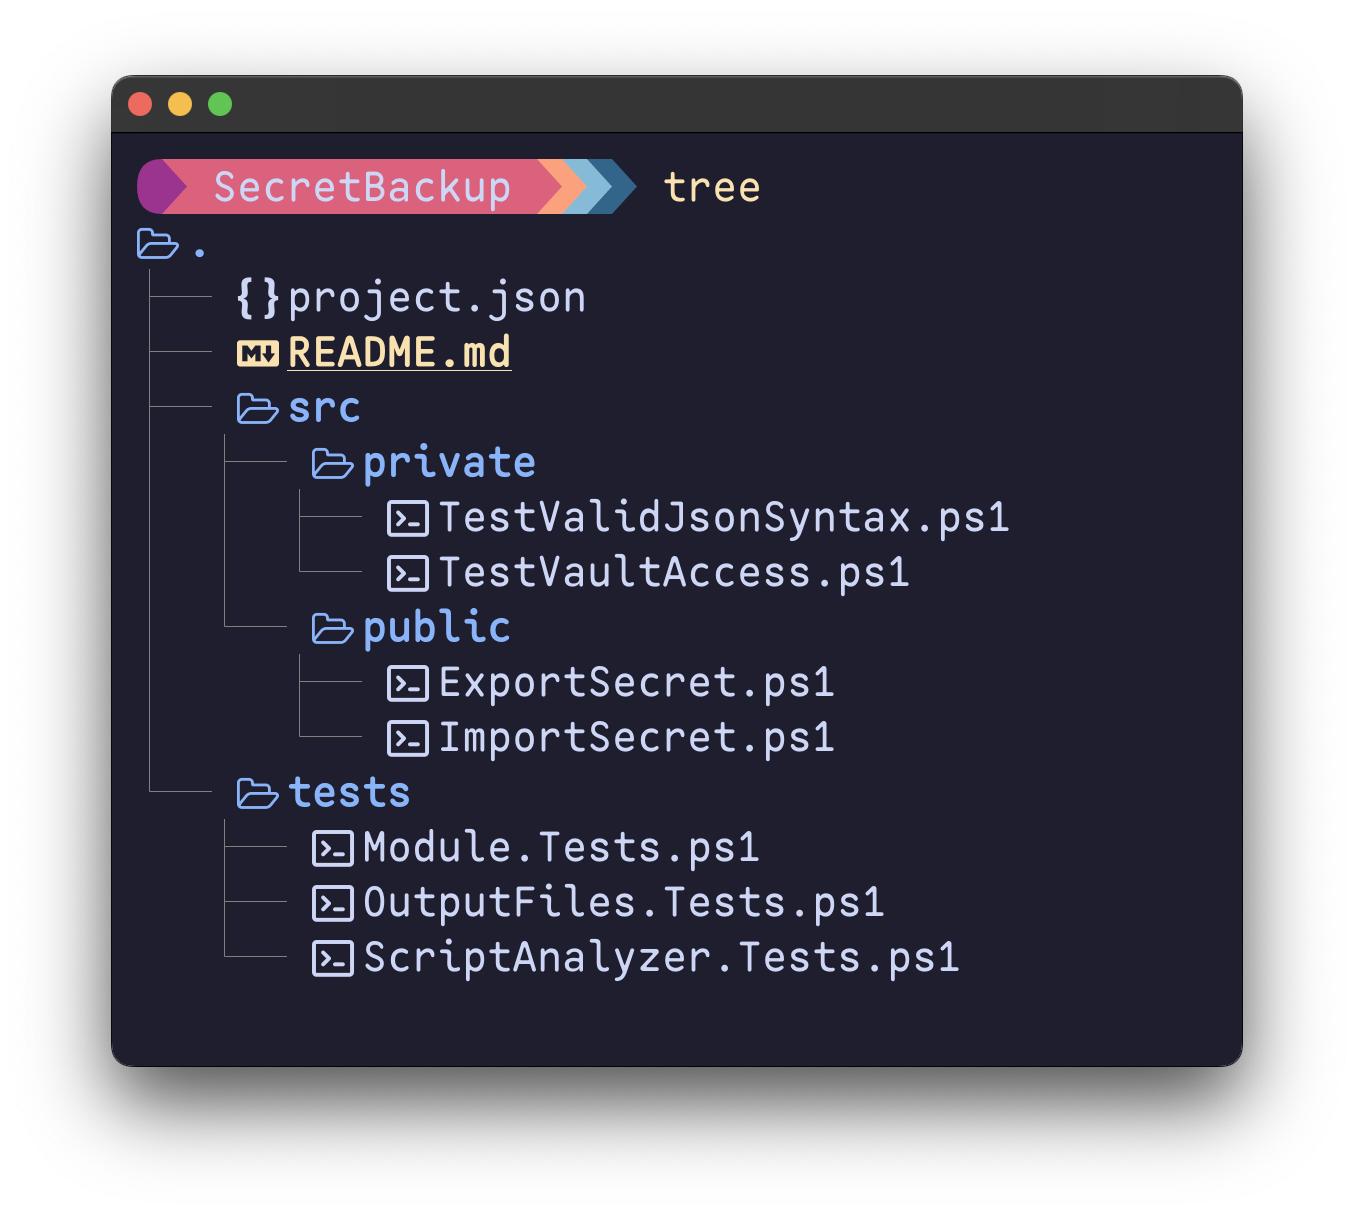 SecretBackup tree
.
{}project.json
README.md
src
private
TestValidJsonSyntax.ps1
TestVaultAccess.ps1
public
ExportSecret.ps1
ImportSecret.ps1
tests
Module.Tests.ps1
OutputFiles.Tests.ps1
ScriptAnalyzer.Tests.ps1